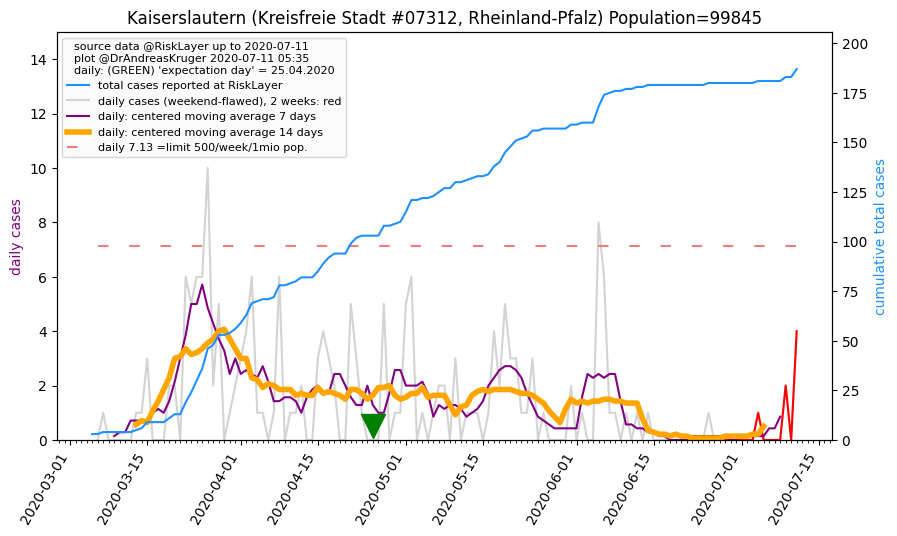 Kaiserslautern (Kreisfreie Stadt #07312, Rheinland-Pfalz) Population=99845
source data @RiskLayer up to 2020-07-11
plot @DrAndreasKruger 2020-07-11 05:35
daily: (GREEN) 'expectation day' = 25.04.2020
total cases reported at RiskLayer
daily cases (weekend-flawed), 2 weeks: red
daily: centered moving average 7 days
daily: centered moving average 14 days
daily 7.13 =limit 500/week/1mio pop.
daily cases
14
12
10
8
6
4
2
0
cumulative total cases
200
175
150
125
100
75
50
25
0
2020-03-01
2020-03-15
2020-04-01
2020-04-15
2020-05-01
2020-05-15
2020-06-01
2020-06-15
2020-07-01
2020-07-15